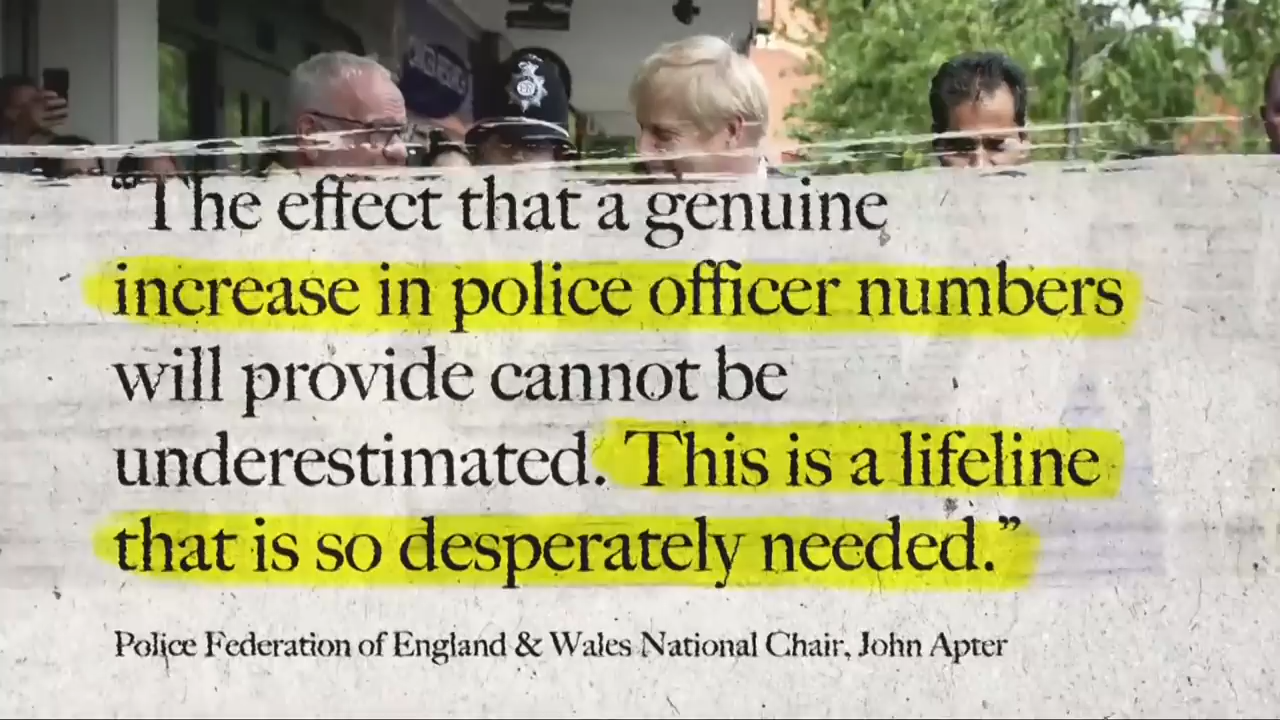 “The effect that a genuine
increase in police officer numbers
will provide cannot be
underestimated. This is a lifeline
that is so desperately needed.”
Police Federation of England & Wales National Chair, John Apter